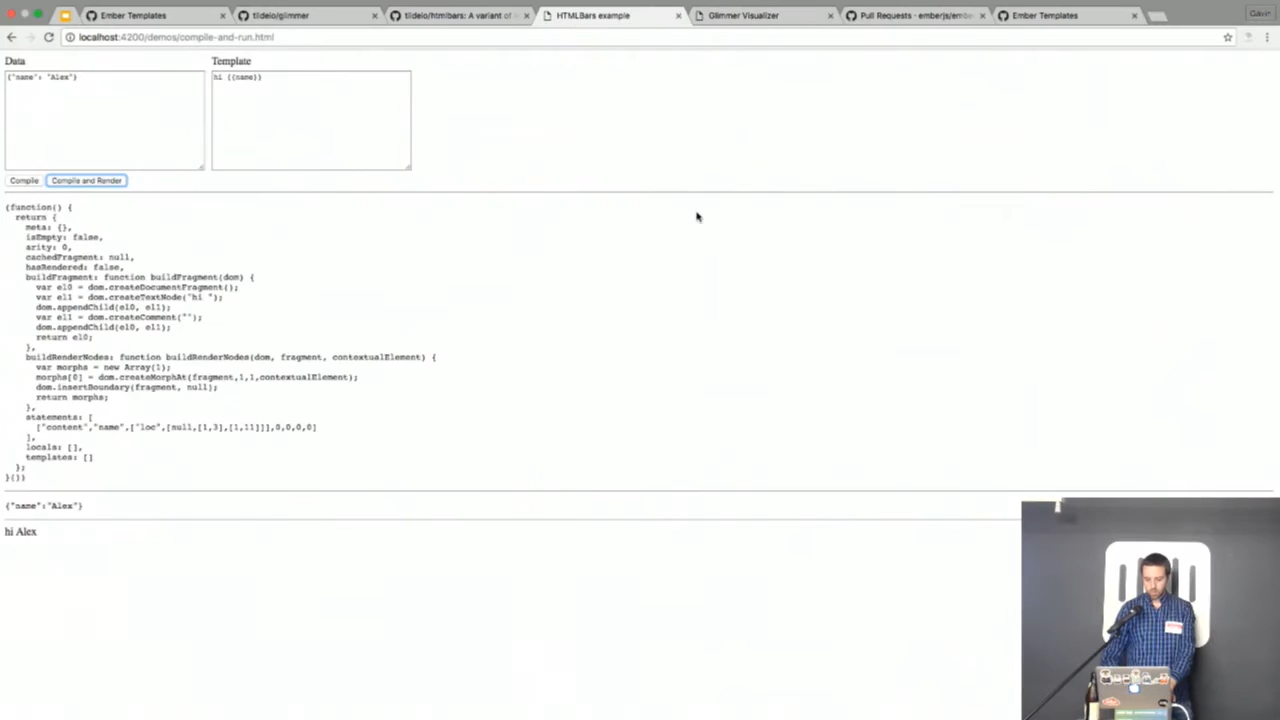 Ember Templates
tildeio/glimmer
tildeio/htmlbars: A variant of
HTMLBars example
Glimmer Visualizer
Pull Requests · emberjs/embe
Ember Templates
localhost:4200/demos/compile-and-run.html
Data
Template
{"name": "Alex"}
hi {{name}}
Compile
Compile and Render
(function() {
return {
meta: {},
isEmpty: false,
arity: 0,
cachedFragment: null,
hasRendered: false,
buildFragment: function buildFragment(dom) {
var el0 = dom.createDocumentFragment();
var el1 = dom.createTextNode("hi ");
dom.appendChild(el0, el1);
var el1 = dom.createComment("");
dom.appendChild(el0, el1);
return el0;
},
buildRenderNodes: function buildRenderNodes(dom, fragment, contextualElement) {
var morphs = new Array(1);
morphs[0] = dom.createMorphAt(fragment,1,1,contextualElement);
dom.insertBoundary(fragment, null);
return morphs;
},
statements: [
["content","name",["loc",[null,[1,3],[1,11]]],0,0,0,0]
],
locals: [],
templates: []
};
}())
{"name":"Alex"}
hi Alex